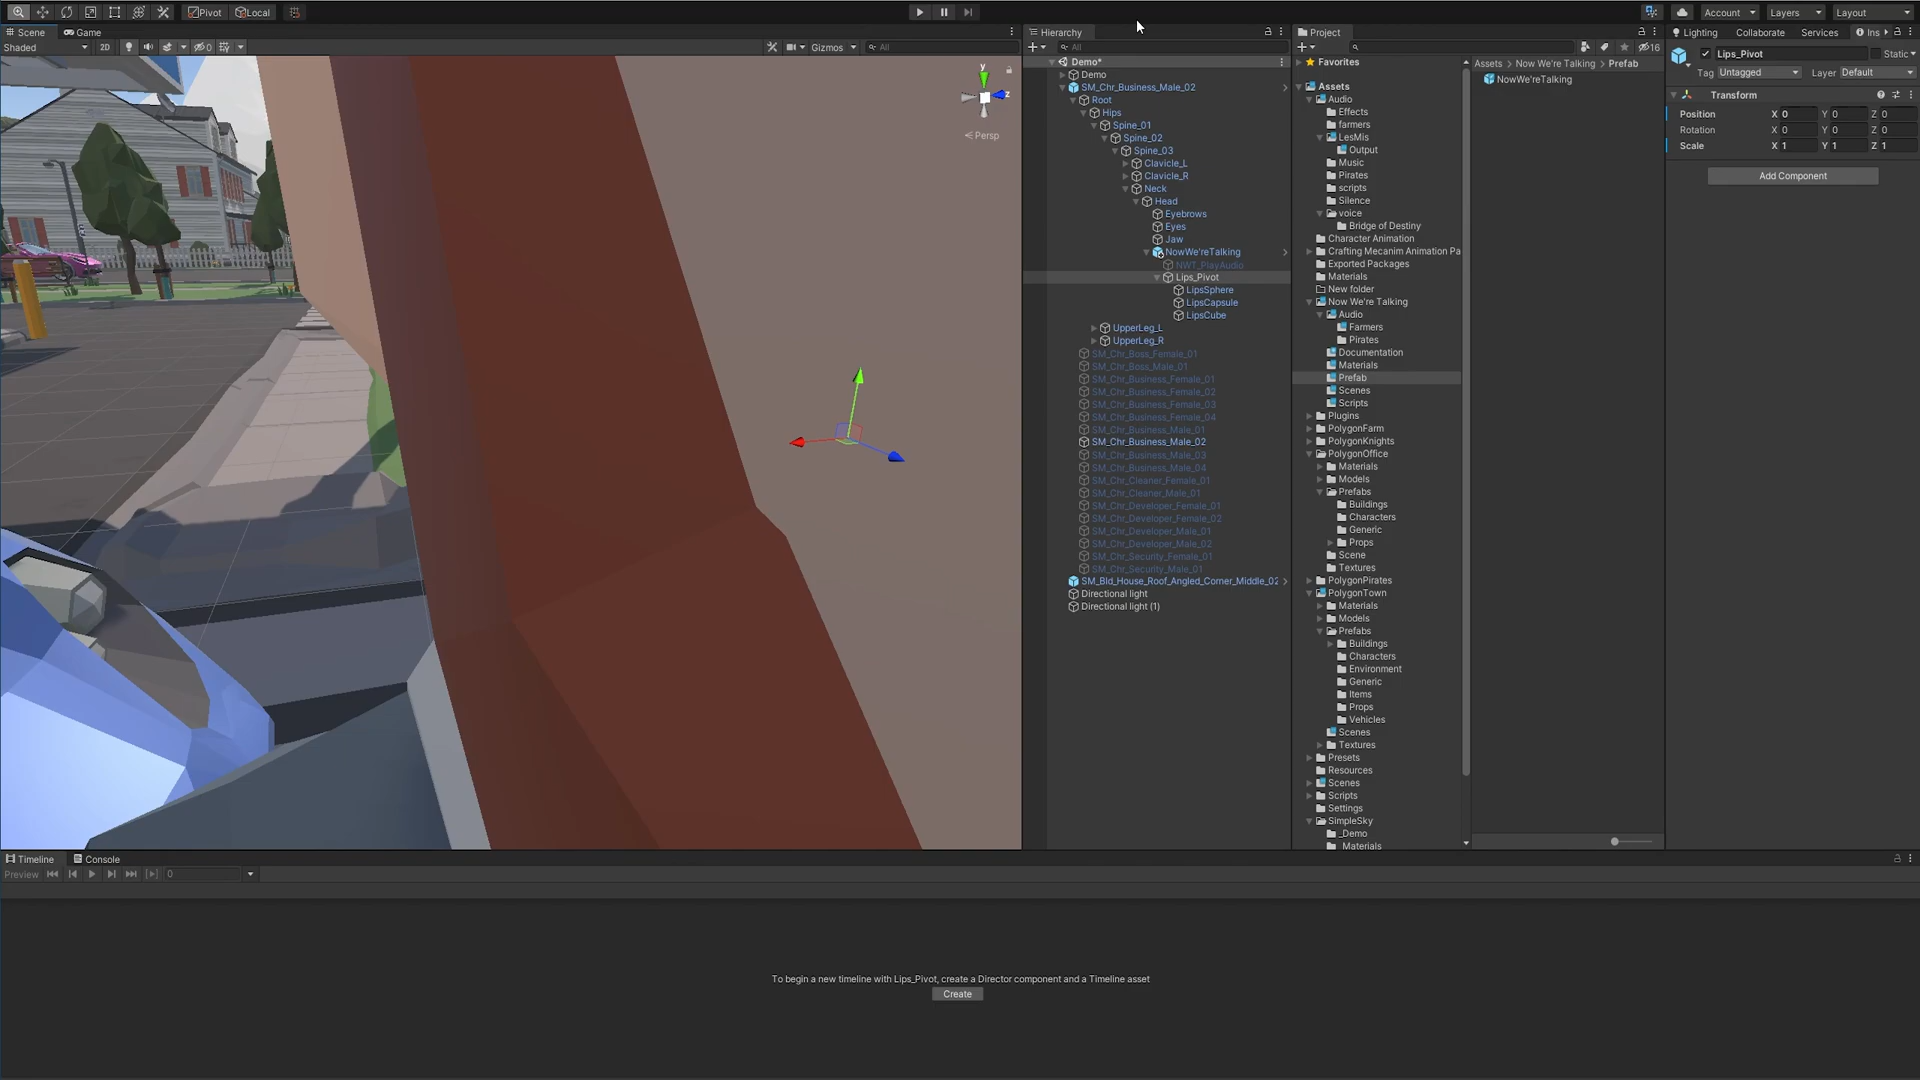 Pivot
Local
Account
Layers
Layout
Scene
Game
Shaded
2D
0
Gizmos
All
y
z
Persp
Hierarchy
All
Demo*
Demo
SM_Chr_Business_Male_02
Root
Hips
Spine_01
Spine_02
Spine_03
Clavicle_L
Clavicle_R
Neck
Head
Eyebrows
Eyes
Jaw
NowWe'reTalking
NWT_PlayAudio
Lips_Pivot
LipsSphere
LipsCapsule
LipsCube
UpperLeg_L
UpperLeg_R
SM_Chr_Boss_Female_01
SM_Chr_Boss_Male_01
SM_Chr_Business_Female_01
SM_Chr_Business_Female_02
SM_Chr_Business_Female_03
SM_Chr_Business_Female_04
SM_Chr_Business_Male_01
SM_Chr_Business_Male_02
SM_Chr_Business_Male_03
SM_Chr_Business_Male_04
SM_Chr_Cleaner_Female_01
SM_Chr_Cleaner_Male_01
SM_Chr_Developer_Female_01
SM_Chr_Developer_Female_02
SM_Chr_Developer_Male_01
SM_Chr_Developer_Male_02
SM_Chr_Security_Female_01
SM_Chr_Security_Male_01
SM_Bld_House_Roof_Angled_Corner_Middle_02
Directional light
Directional light (1)
Project
16
Favorites
Assets
Audio
Effects
farmers
LesMis
Output
Music
Pirates
scripts
Silence
voice
Bridge of Destiny
Character Animation
Crafting Mecanim Animation Pa
Exported Packages
Materials
New folder
Now We're Talking
Audio
Farmers
Pirates
Documentation
Materials
Prefab
Scenes
Scripts
Plugins
PolygonFarm
PolygonKnights
PolygonOffice
Materials
Models
Prefabs
Buildings
Characters
Generic
Props
Scene
Textures
PolygonPirates
PolygonTown
Materials
Models
Prefabs
Buildings
Characters
Environment
Generic
Items
Props
Vehicles
Scenes
Textures
Presets
Resources
Scenes
Scripts
Settings
SimpleSky
_Demo
Materials
Assets > Now We're Talking > Prefab
NowWe'reTalking
Lighting
Collaborate
Services
Ins
Lips_Pivot
Static
Tag Untagged
Layer Default
Transform
Position X 0 Y 0 Z 0
Rotation X 0 Y 0 Z 0
Scale X 1 Y 1 Z 1
Add Component
Timeline
Console
Preview
0
To begin a new timeline with Lips_Pivot, create a Director component and a Timeline asset
Create